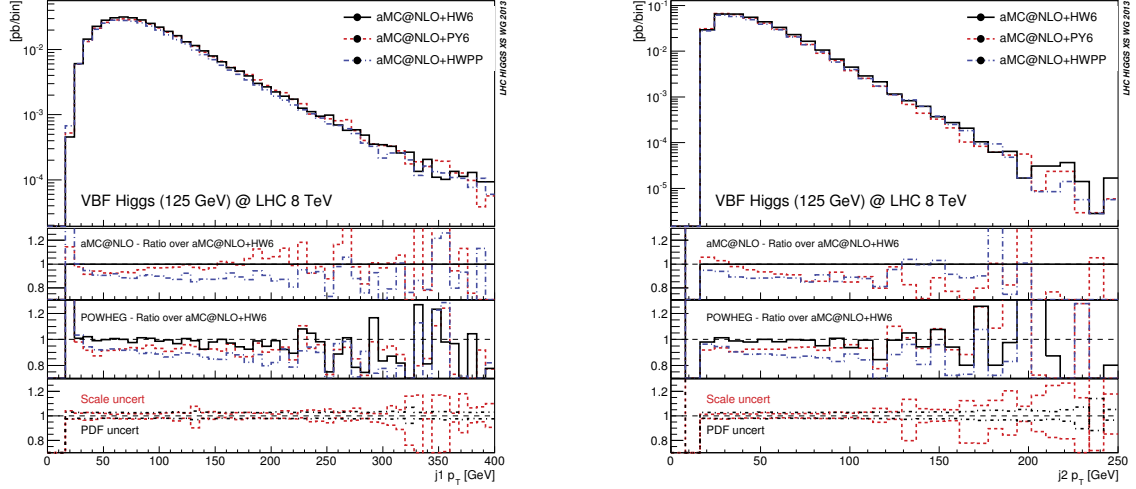 [pb/bin]
10⁻²
10⁻³
10⁻⁴
aMC@NLO+HW6
aMC@NLO+PY6
aMC@NLO+HWPP
LHC HIGGS XS WG 2013
VBF Higgs (125 GeV) @ LHC 8 TeV
1.2
1
0.8
aMC@NLO - Ratio over aMC@NLO+HW6
1.2
1
0.8
POWHEG - Ratio over aMC@NLO+HW6
1.2
1
0.8
Scale uncert
PDF uncert
0 50 100 150 200 250 300 350 400
j1 p_T [GeV]
[pb/bin]
10⁻¹
10⁻²
10⁻³
10⁻⁴
10⁻⁵
aMC@NLO+HW6
aMC@NLO+PY6
aMC@NLO+HWPP
LHC HIGGS XS WG 2013
VBF Higgs (125 GeV) @ LHC 8 TeV
1.2
1
0.8
aMC@NLO - Ratio over aMC@NLO+HW6
1.2
1
0.8
POWHEG - Ratio over aMC@NLO+HW6
1.2
1
0.8
Scale uncert
PDF uncert
0 50 100 150 200 250
j2 p_T [GeV]